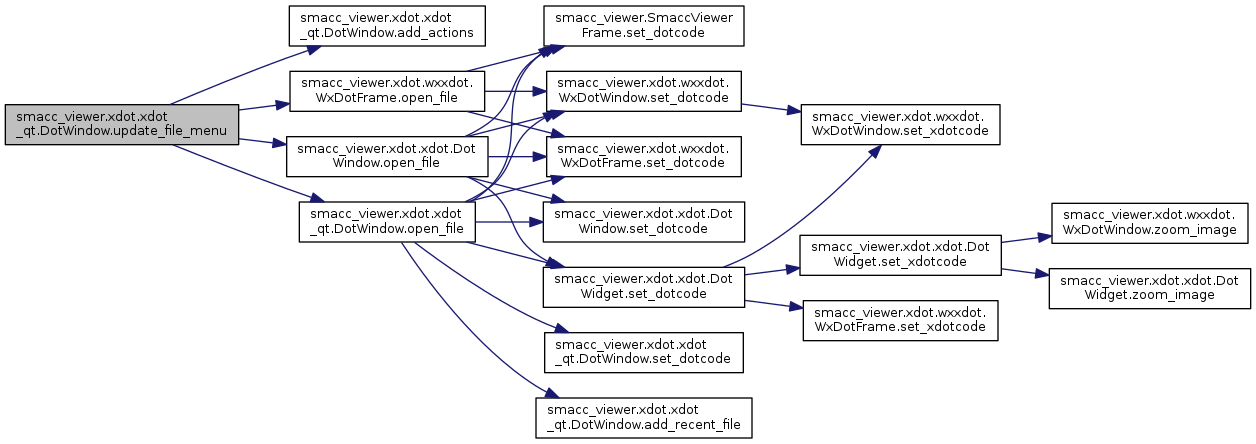 smacc_viewer.xdot.xdot
_qt.DotWindow.update_file_menu
smacc_viewer.xdot.xdot
_qt.DotWindow.add_actions
smacc_viewer.xdot.wxxdot.
WxDotFrame.open_file
smacc_viewer.xdot.xdot.Dot
Window.open_file
smacc_viewer.xdot.xdot
_qt.DotWindow.open_file
smacc_viewer.SmaccViewer
Frame.set_dotcode
smacc_viewer.xdot.wxxdot.
WxDotWindow.set_dotcode
smacc_viewer.xdot.wxxdot.
WxDotFrame.set_dotcode
smacc_viewer.xdot.xdot.Dot
Window.set_dotcode
smacc_viewer.xdot.xdot.Dot
Widget.set_dotcode
smacc_viewer.xdot.xdot
_qt.DotWindow.set_dotcode
smacc_viewer.xdot.xdot
_qt.DotWindow.add_recent_file
smacc_viewer.xdot.wxxdot.
WxDotWindow.set_xdotcode
smacc_viewer.xdot.xdot.Dot
Widget.set_xdotcode
smacc_viewer.xdot.wxxdot.
WxDotFrame.set_xdotcode
smacc_viewer.xdot.wxxdot.
WxDotWindow.zoom_image
smacc_viewer.xdot.xdot.Dot
Widget.zoom_image